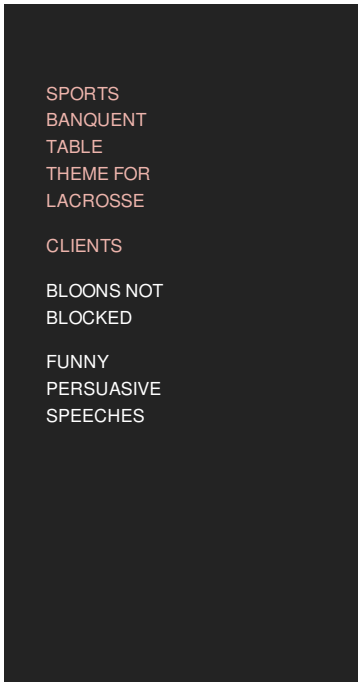 SPORTS
BANQUENT
TABLE
THEME FOR
LACROSSE
CLIENTS
BLOONS NOT
BLOCKED
FUNNY
PERSUASIVE
SPEECHES